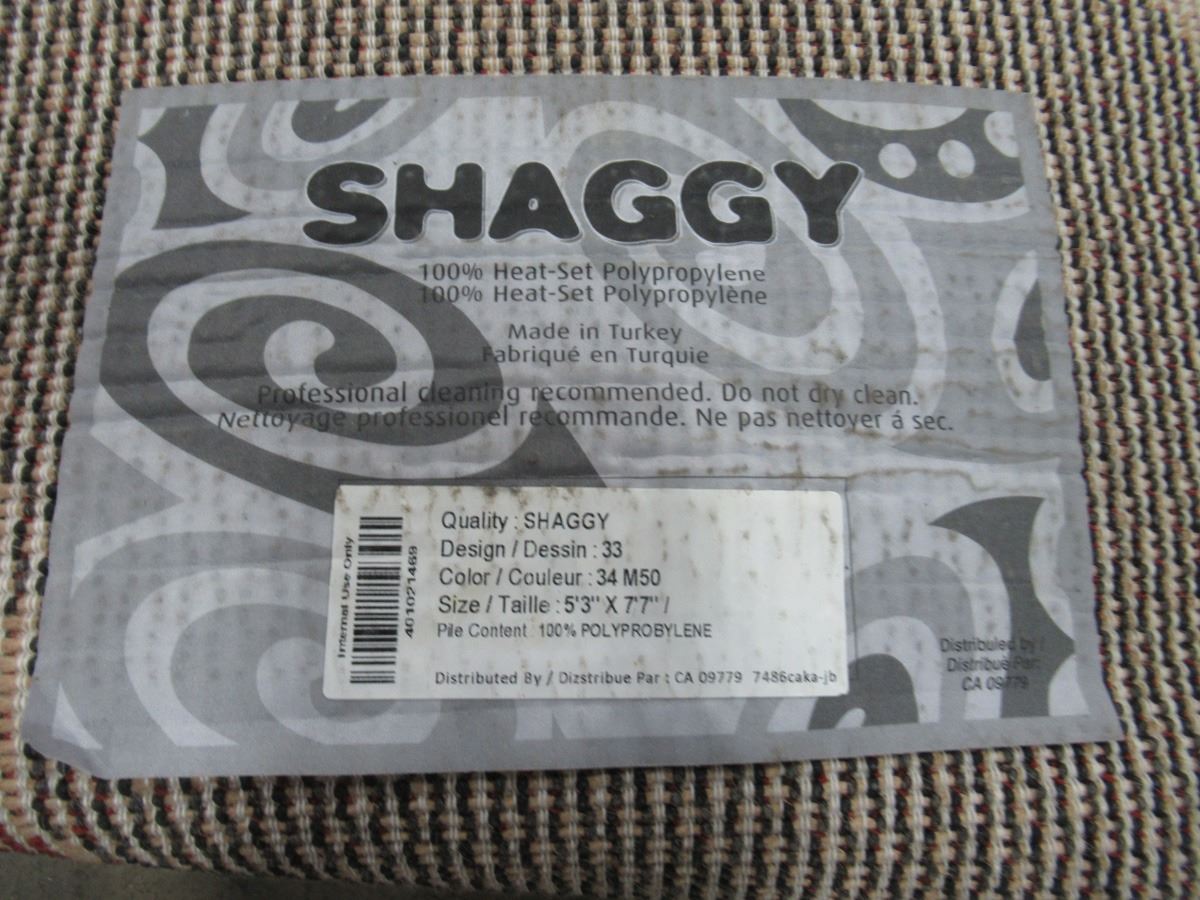 SHAGGY
100% Heat-Set Polypropylene
100% Heat-Set Polypropylène
Made in Turkey
Fabriqué en Turquie
Professional cleaning recommended. Do not dry clean.
Nettoyage professionel recommande. Ne pas nettoyer á sec.
Internal Use Only
401021469
Quality : SHAGGY
Design / Dessin : 33
Color / Couleur : 34 M50
Size / Taille : 5'3" X 7'7" /
Pile Content : 100% POLYPROBYLENE
Distributed By / Dizstribue Par : CA 09779 7486caka-jb
Distributed by /
Distribue Par:
CA 09779